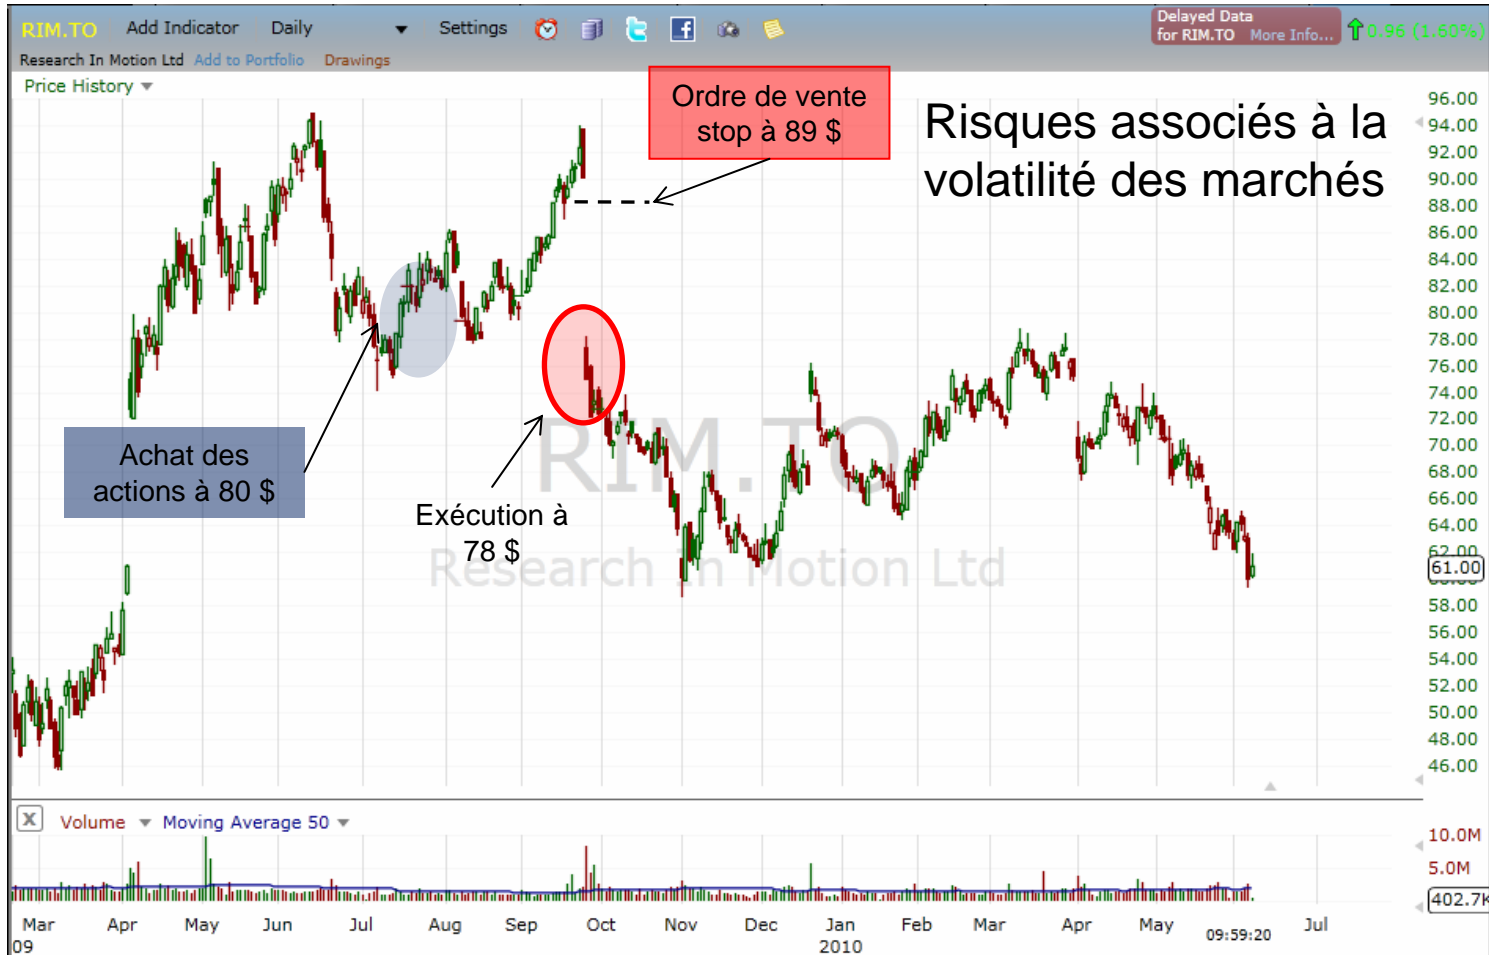 RIM.TO Add Indicator Daily Settings Delayed Data for RIM.TO More Info... 0.96 (1.60%)
Research In Motion Ltd Add to Portfolio Drawings
Price History
Ordre de vente
stop à 89 $
Risques associés à la
volatilité des marchés
Achat des
actions à 80 $
Exécution à
78 $
RIM.TO
Research In Motion Ltd
96.00
94.00
92.00
90.00
88.00
86.00
84.00
82.00
80.00
78.00
76.00
74.00
72.00
70.00
68.00
66.00
64.00
62.00
61.00
58.00
56.00
54.00
52.00
50.00
48.00
46.00
X Volume Moving Average 50
10.0M
5.0M
402.7K
Mar Apr May Jun Jul Aug Sep Oct Nov Dec Jan Feb Mar Apr May 09:59:20 Jul
09 2010